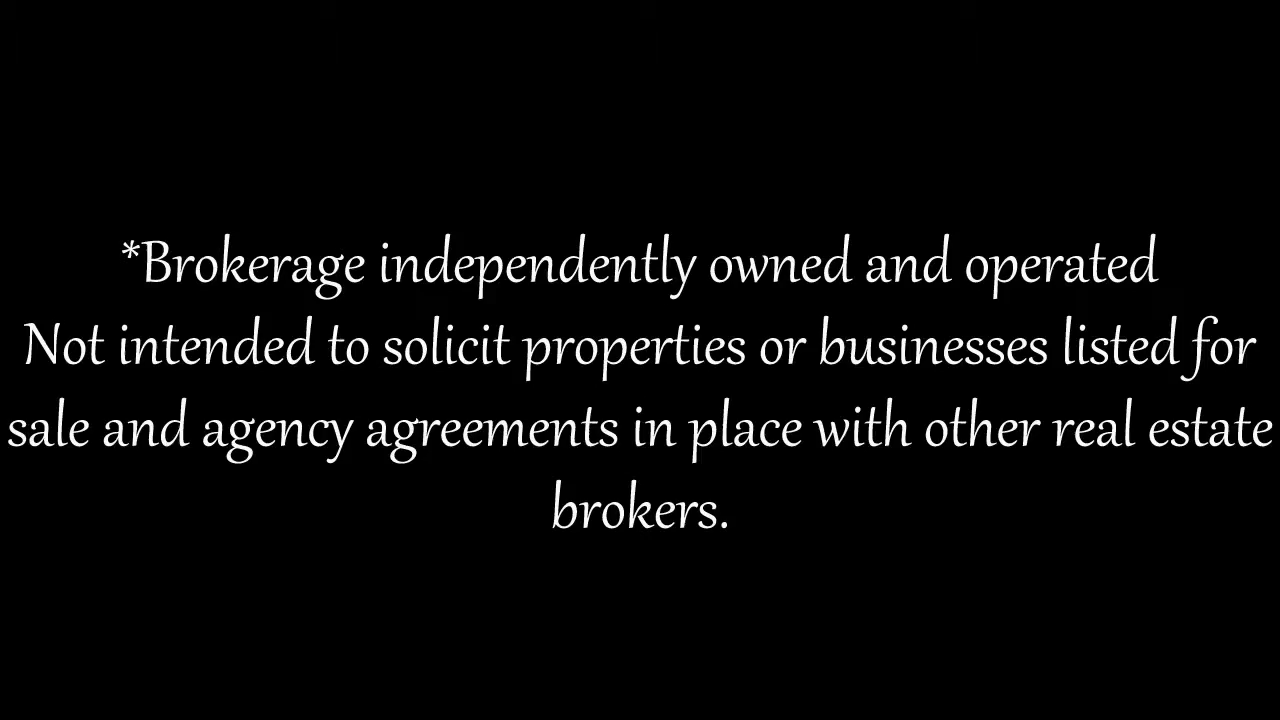 *Brokerage independently owned and operated
Not intended to solicit properties or businesses listed for
sale and agency agreements in place with other real estate
brokers.